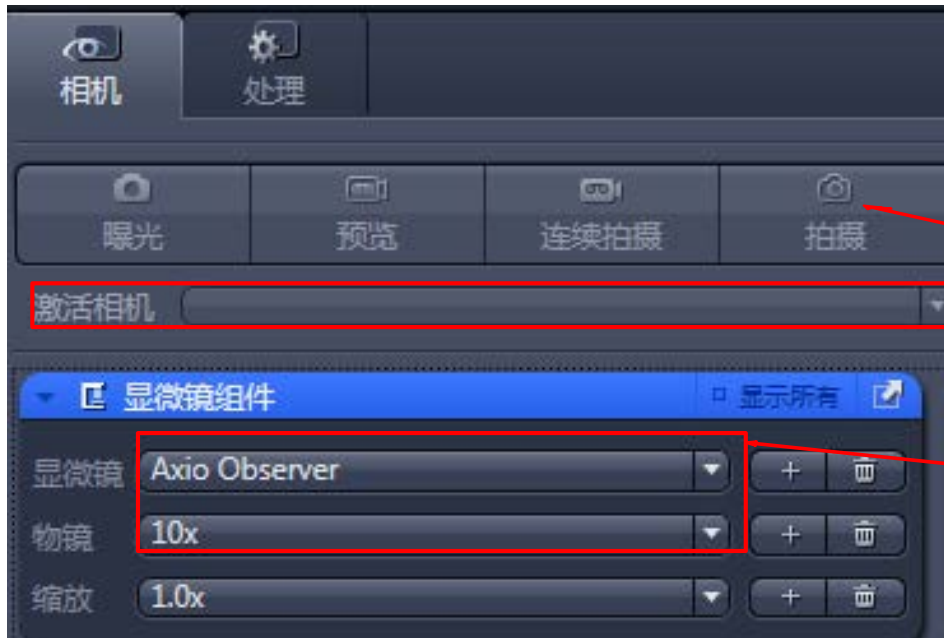 相机 处理
曝光 预览 连续拍摄 拍摄
激活相机
显微镜组件 显示所有
显微镜 Axio Observer
物镜 10x
缩放 1.0x